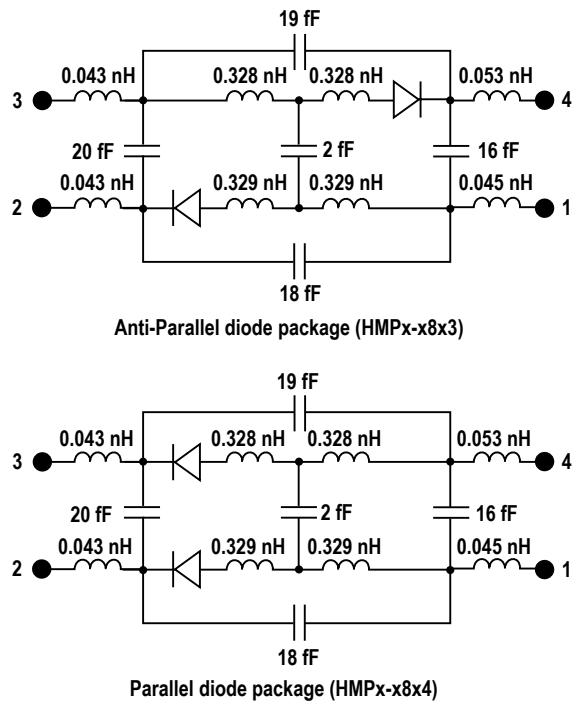 19 fF
0.043 nH 0.328 nH 0.328 nH 0.053 nH
3 4
20 fF 2 fF 16 fF
0.043 nH 0.329 nH 0.329 nH 0.045 nH
2 1
18 fF
Anti-Parallel diode package (HMPx-x8x3)
19 fF
0.043 nH 0.328 nH 0.328 nH 0.053 nH
3 4
20 fF 2 fF 16 fF
0.043 nH 0.329 nH 0.329 nH 0.045 nH
2 1
18 fF
Parallel diode package (HMPx-x8x4)